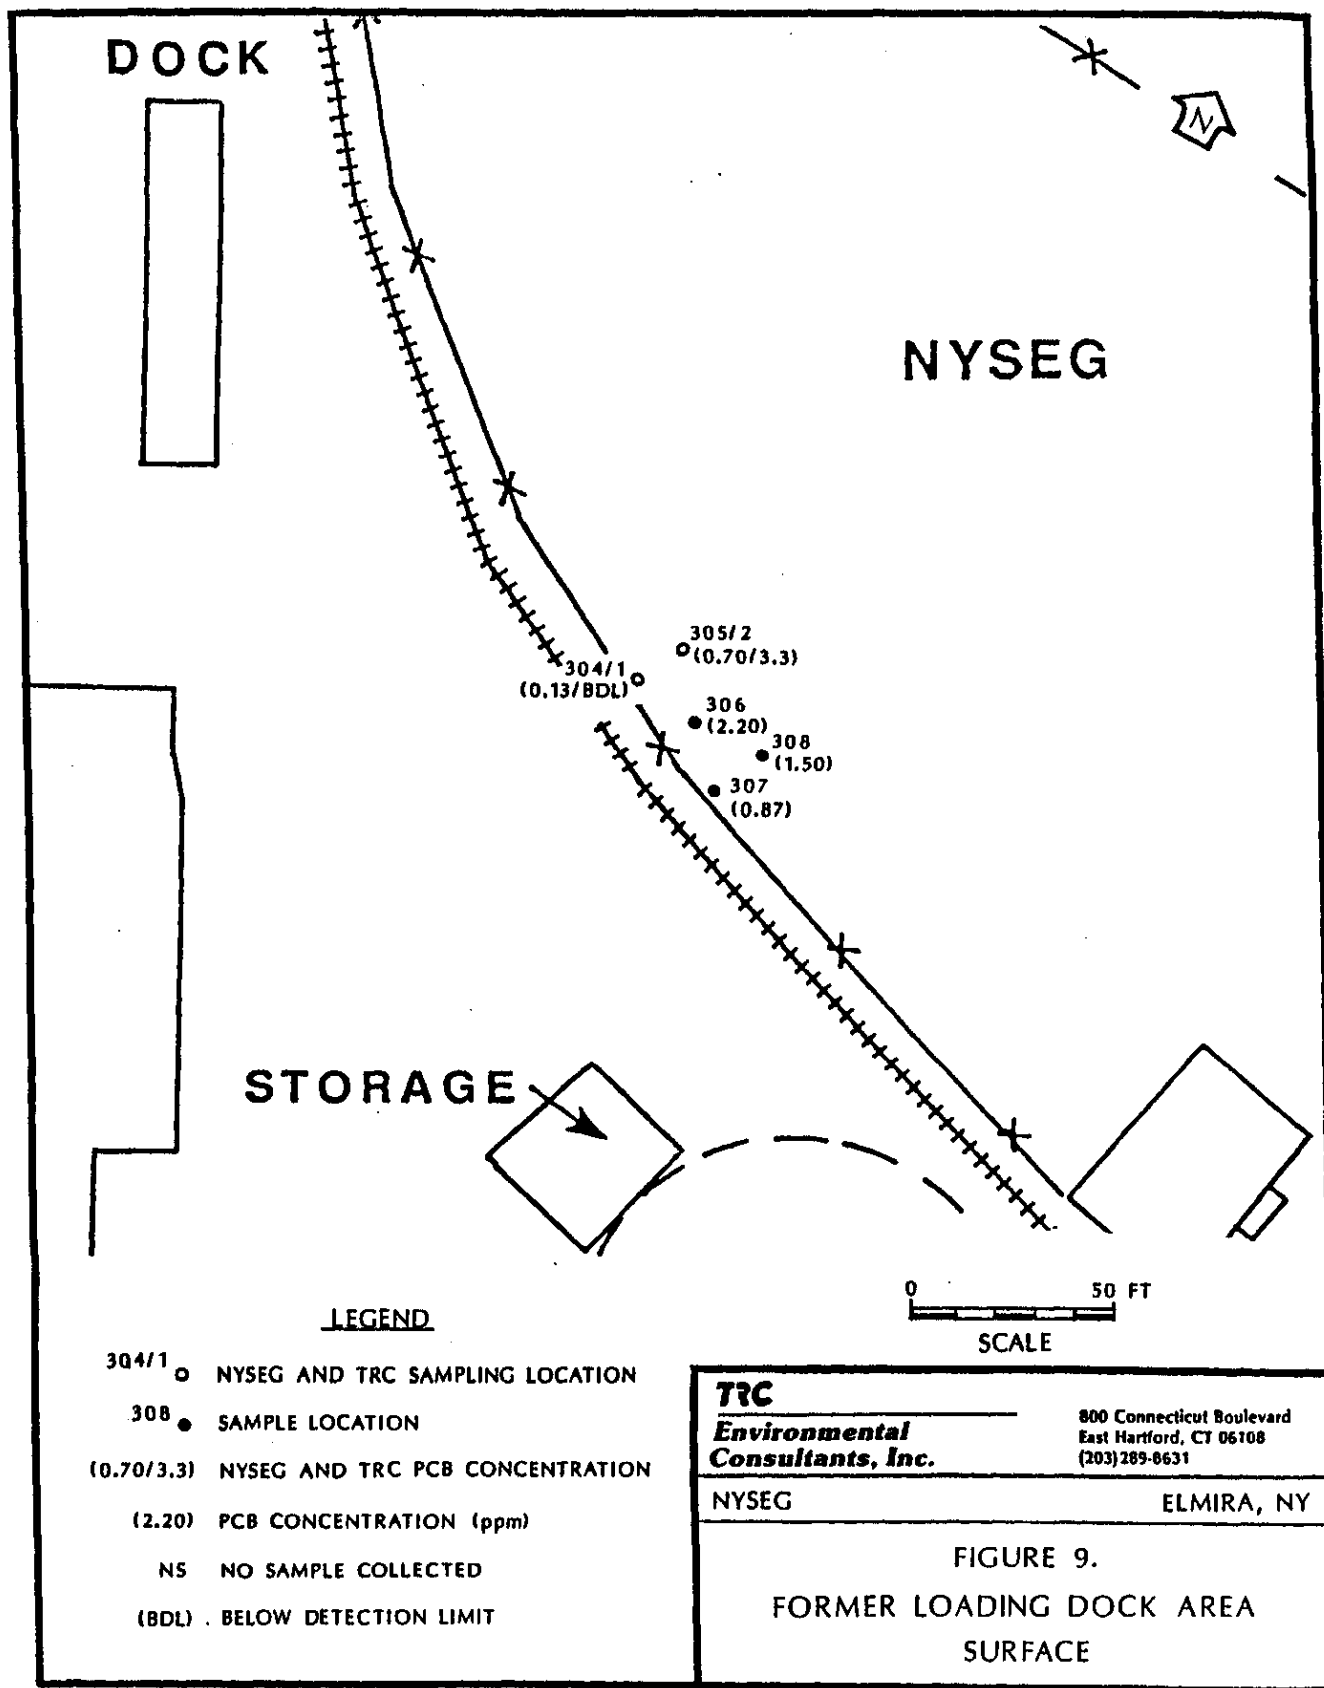 DOCK
N
NYSEG
305/2
(0.70/3.3)
304/1
(0.13/BDL)
306
(2.20)
308
(1.50)
307
(0.87)
STORAGE
0 50 FT
SCALE
LEGEND
304/1 NYSEG AND TRC SAMPLING LOCATION
308 SAMPLE LOCATION
(0.70/3.3) NYSEG AND TRC PCB CONCENTRATION
(2.20) PCB CONCENTRATION (ppm)
NS NO SAMPLE COLLECTED
(BDL) . BELOW DETECTION LIMIT
TRC
Environmental
Consultants, Inc.
800 Connecticut Boulevard
East Hartford, CT 06108
(203)289-8631
NYSEG ELMIRA, NY
FIGURE 9.
FORMER LOADING DOCK AREA
SURFACE